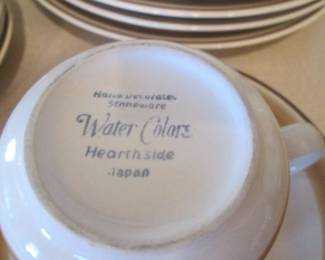 Hand Decorated
Stoneware
Water Colors
Hearthside
Japan